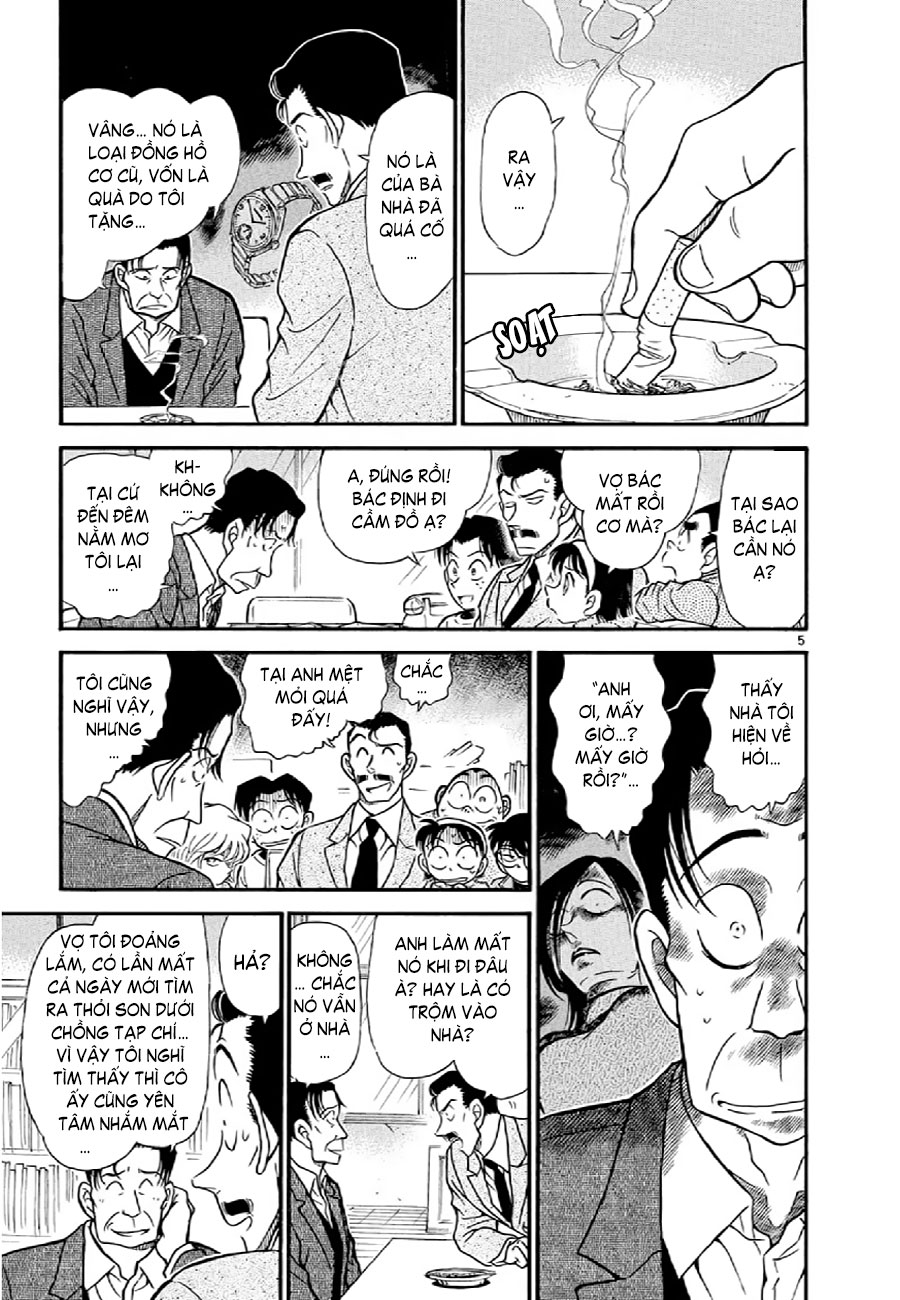 RA
VẬY
...
SOẠT
NÓ LÀ
CỦA BÀ
NHÀ ĐÃ
QUÁ CỐ
...
VÂNG... NÓ LÀ
LOẠI ĐỒNG HỒ
CƠ CŨ, VỐN LÀ
QUÀ DO TÔI
TẶNG...
TẠI SAO
BÁC LẠI
CẦN NÓ
Ạ?
VỢ BÁC
MẤT RỒI
CƠ MÀ?
A, ĐÚNG RỒI!
BÁC ĐỊNH ĐI
CẦM ĐỒ Ạ?
KH-
KHÔNG
...
TẠI CỨ
ĐẾN ĐÊM
NẰM MƠ
TÔI LẠI
...
5
THẤY
NHÀ TÔI
HIỆN VỀ
HỎI...
"ANH
ƠI, MẤY
GIỜ...?
MẤY GIỜ
RỒI?"...
CHẮC
...
TẠI ANH MỆT
MỎI QUÁ
ĐẤY!
TÔI CŨNG
NGHĨ VẬY,
NHƯNG
...
ANH LÀM MẤT
NÓ KHI ĐI ĐÂU
À? HAY LÀ CÓ
TRỘM VÀO
NHÀ?
KHÔNG
... CHẮC
NÓ VẪN
Ở NHÀ
...
HẢ?
VỢ TÔI ĐOẢNG
LẮM, CÓ LẦN MẤT
CẢ NGÀY MỚI TÌM
RA THỎI SON DƯỚI
CHỒNG TẠP CHÍ...
VÌ VẬY TÔI NGHĨ
TÌM THẤY THÌ CÔ
ẤY CŨNG YÊN
TÂM NHẮM MẮT
...